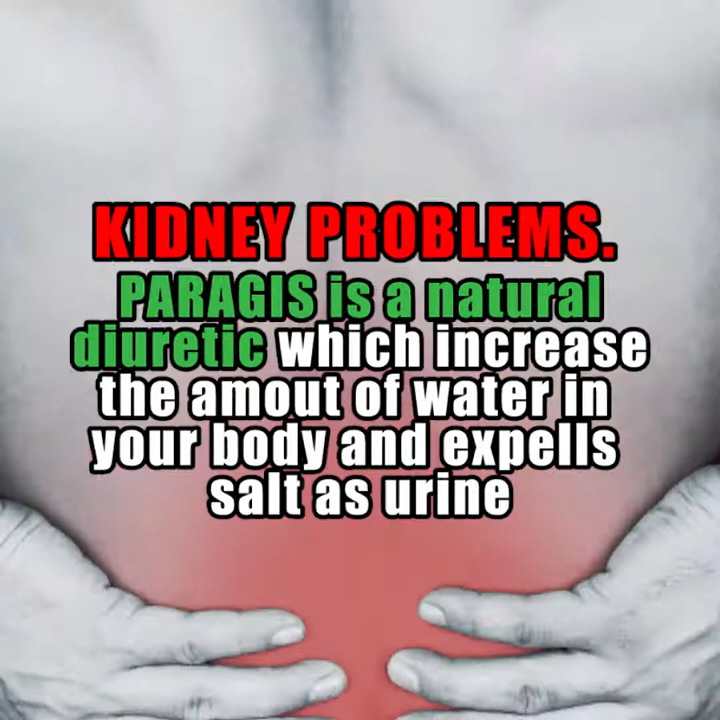 KIDNEY PROBLEMS.
PARAGIS is a natural
diuretic which increase
the amout of water in
your body and expells
salt as urine